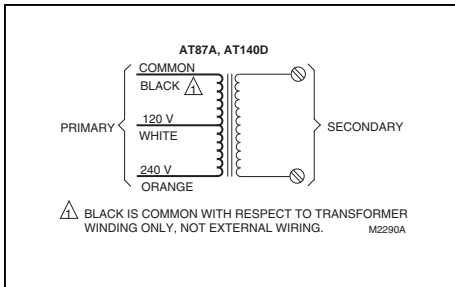 AT87A, AT140D
COMMON
BLACK 1
120 V
PRIMARY
SECONDARY
WHITE
240 V
ORANGE
1 BLACK IS COMMON WITH RESPECT TO TRANSFORMER
WINDING ONLY, NOT EXTERNAL WIRING. M2290A